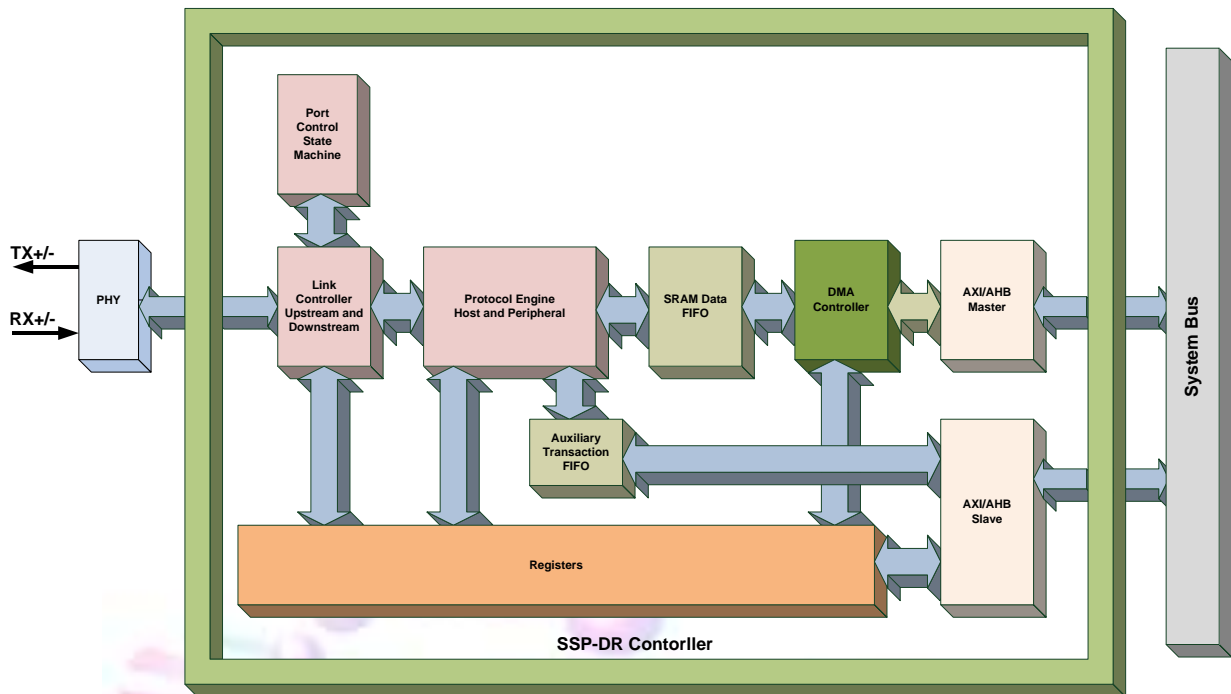 Port
Control
State
Machine
TX+/-
RX+/-
PHY
Link
Controller
Upstream and
Downstream
Protocol Engine
Host and Peripheral
SRAM Data
FIFO
DMA
Controller
AXI/AHB
Master
System Bus
Auxiliary
Transaction
FIFO
AXI/AHB
Slave
Registers
SSP-DR Contorller